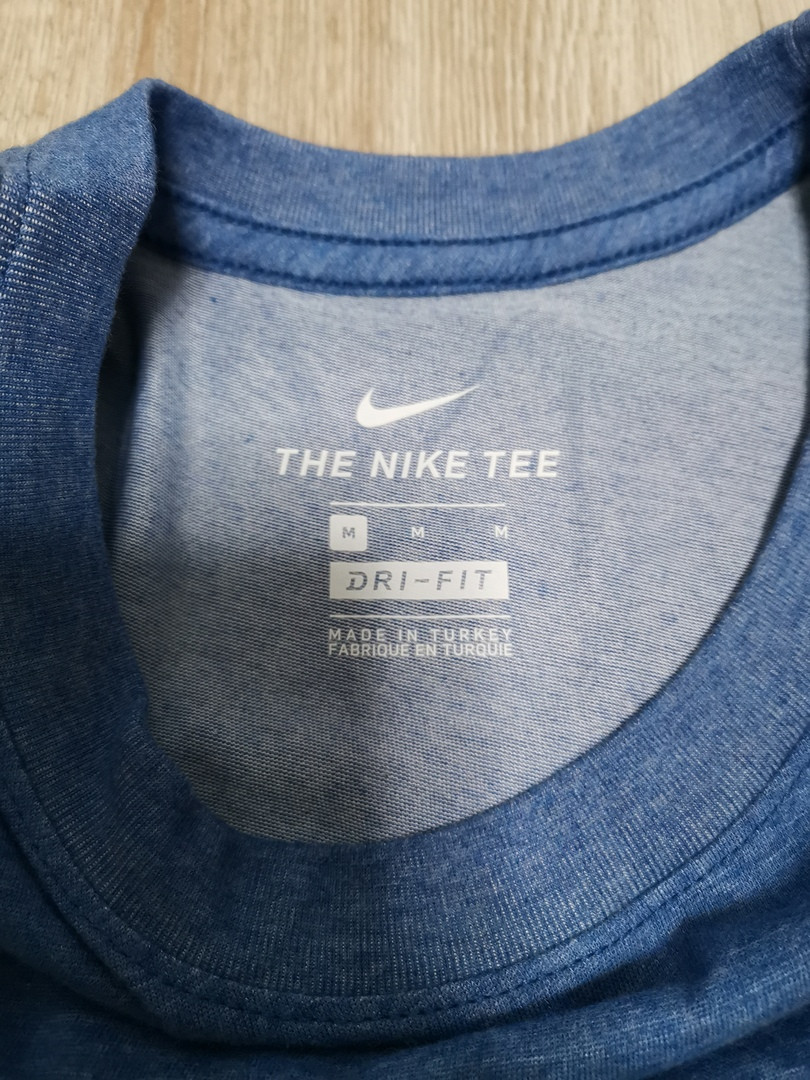 THE NIKE TEE
M M M
DRI-FIT
MADE IN TURKEY
FABRIQUE EN TURQUIE